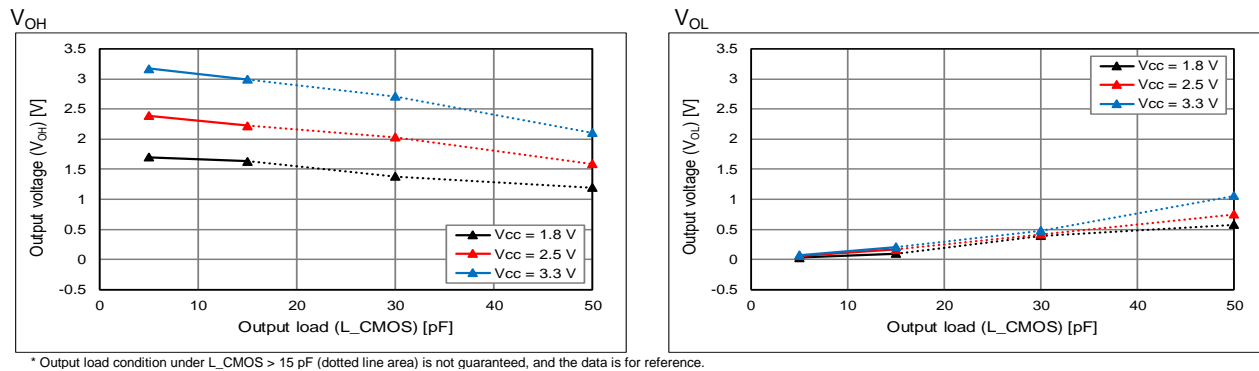 VOH
3.5
3
2.5
2
1.5
1
0.5
0
-0.5
Output voltage (VOH) [V]
Vcc = 1.8 V
Vcc = 2.5 V
Vcc = 3.3 V
0 10 20 30 40 50
Output load (L_CMOS) [pF]
VOL
3.5
3
2.5
2
1.5
1
0.5
0
-0.5
Output voltage (VOL) [V]
Vcc = 1.8 V
Vcc = 2.5 V
Vcc = 3.3 V
0 10 20 30 40 50
Output load (L_CMOS) [pF]
* Output load condition under L_CMOS > 15 pF (dotted line area) is not guaranteed, and the data is for reference.